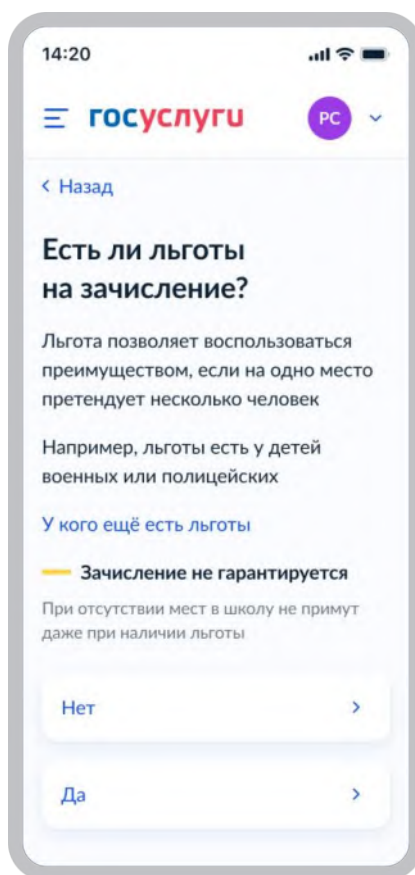 14:20
госуслуги
РС
Назад
Есть ли льготы
на зачисление?
Льгота позволяет воспользоваться
преимуществом, если на одно место
претендует несколько человек
Например, льготы есть у детей
военных или полицейских
У кого ещё есть льготы
Зачисление не гарантируется
При отсутствии мест в школу не примут
даже при наличии льготы
Нет
Да